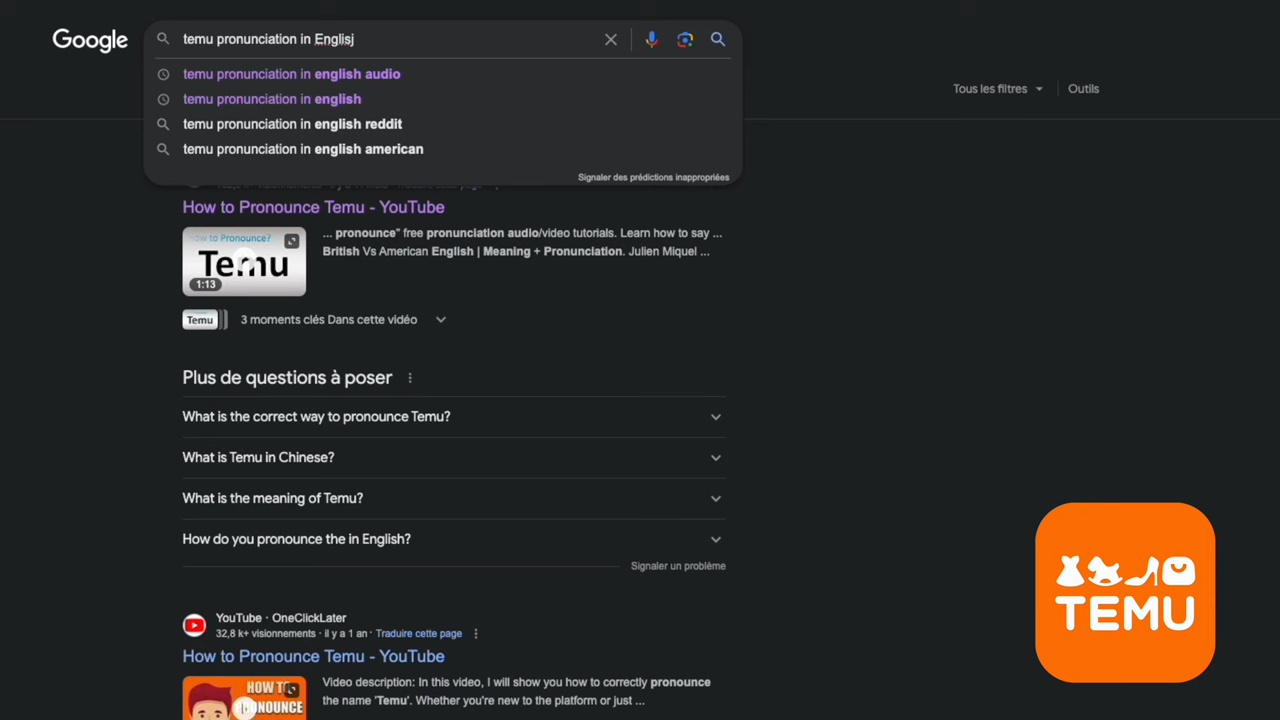 Google
temu pronunciation in Englisj
temu pronunciation in english audio
temu pronunciation in english
temu pronunciation in english reddit
temu pronunciation in english american
Signaler des prédictions inappropriées
Tous les filtres
Outils
How to Pronounce Temu - YouTube
How to Pronounce?
Temu
1:13
... pronounce" free pronunciation audio/video tutorials. Learn how to say ...
British Vs American English | Meaning + Pronunciation. Julien Miquel ...
Temu
3 moments clés Dans cette vidéo
Plus de questions à poser
What is the correct way to pronounce Temu?
What is Temu in Chinese?
What is the meaning of Temu?
How do you pronounce the in English?
Signaler un problème
YouTube · OneClickLater
32,8 k+ visionnements · il y a 1 an · Traduire cette page
How to Pronounce Temu - YouTube
HOW TO
PRONOUNCE
Video description: In this video, I will show you how to correctly pronounce
the name 'Temu'. Whether you're new to the platform or just ...
TEMU